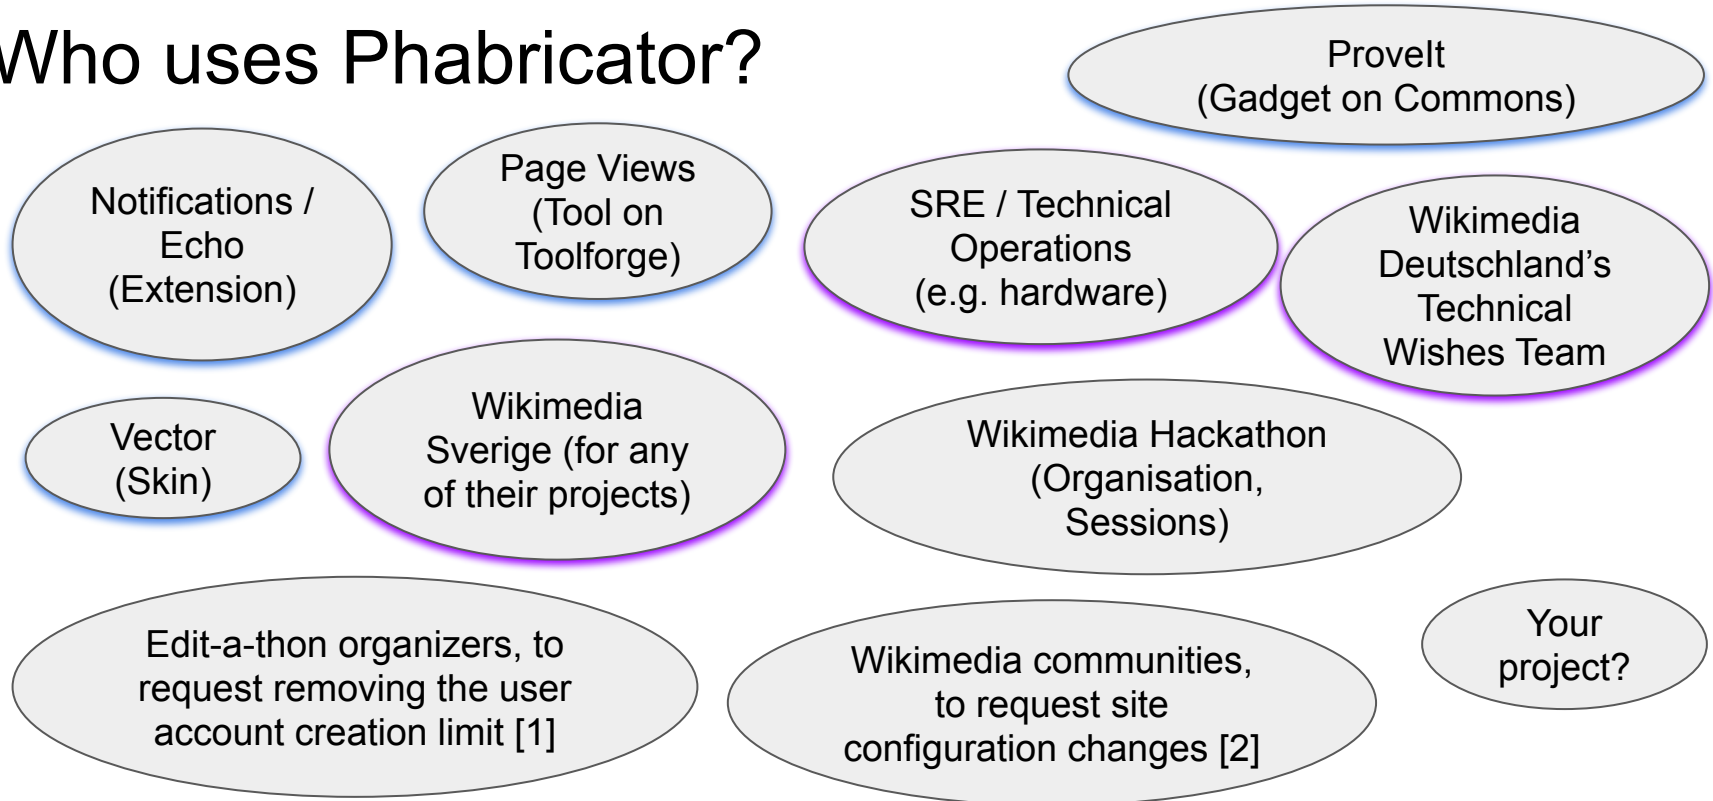 Who uses Phabricator?
ProveIt
(Gadget on Commons)
Notifications /
Echo
(Extension)
Page Views
(Tool on
Toolforge)
SRE / Technical
Operations
(e.g. hardware)
Wikimedia
Deutschland’s
Technical
Wishes Team
Vector
(Skin)
Wikimedia
Sverige (for any
of their projects)
Wikimedia Hackathon
(Organisation,
Sessions)
Edit-a-thon organizers, to
request removing the user
account creation limit [1]
Wikimedia communities,
to request site
configuration changes [2]
Your
project?